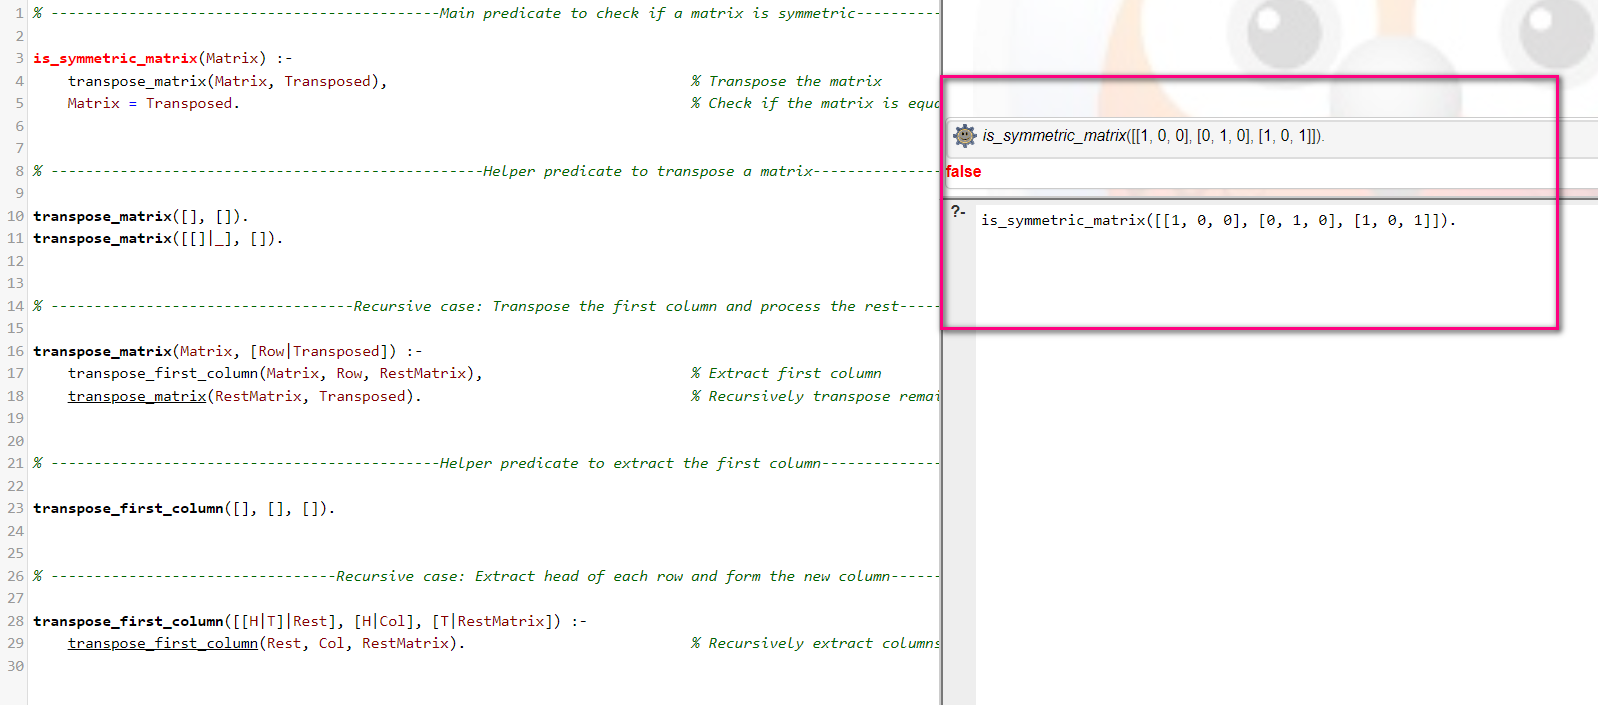 1 % ---------------------------------------------Main predicate to check if a matrix is symmetric----------
2
3 is_symmetric_matrix(Matrix) :-
4     transpose_matrix(Matrix, Transposed),                                   % Transpose the matrix
5     Matrix = Transposed.                                                    % Check if the matrix is equa
6
7
8 % --------------------------------------------------Helper predicate to transpose a matrix---------------
9
10 transpose_matrix([], []).
11 transpose_matrix([[]|_], []).
12
13
14 % -----------------------------------Recursive case: Transpose the first column and process the rest-----
15
16 transpose_matrix(Matrix, [Row|Transposed]) :-
17     transpose_first_column(Matrix, Row, RestMatrix),                        % Extract first column
18     transpose_matrix(RestMatrix, Transposed).                               % Recursively transpose remai
19
20
21 % ---------------------------------------------Helper predicate to extract the first column--------------
22
23 transpose_first_column([], [], []).
24
25
26 % ---------------------------------Recursive case: Extract head of each row and form the new column------
27
28 transpose_first_column([[H|T]|Rest], [H|Col], [T|RestMatrix]) :-
29     transpose_first_column(Rest, Col, RestMatrix).                          % Recursively extract columns
30
is_symmetric_matrix([[1, 0, 0], [0, 1, 0], [1, 0, 1]]).
false
?- is_symmetric_matrix([[1, 0, 0], [0, 1, 0], [1, 0, 1]]).